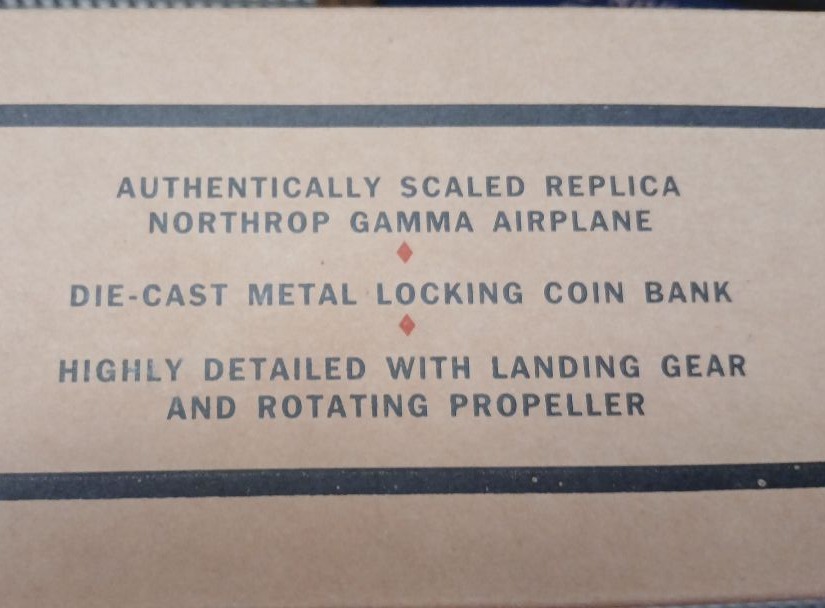 AUTHENTICALLY SCALED REPLICA
NORTHROP GAMMA AIRPLANE
DIE-CAST METAL LOCKING COIN BANK
HIGHLY DETAILED WITH LANDING GEAR
AND ROTATING PROPELLER